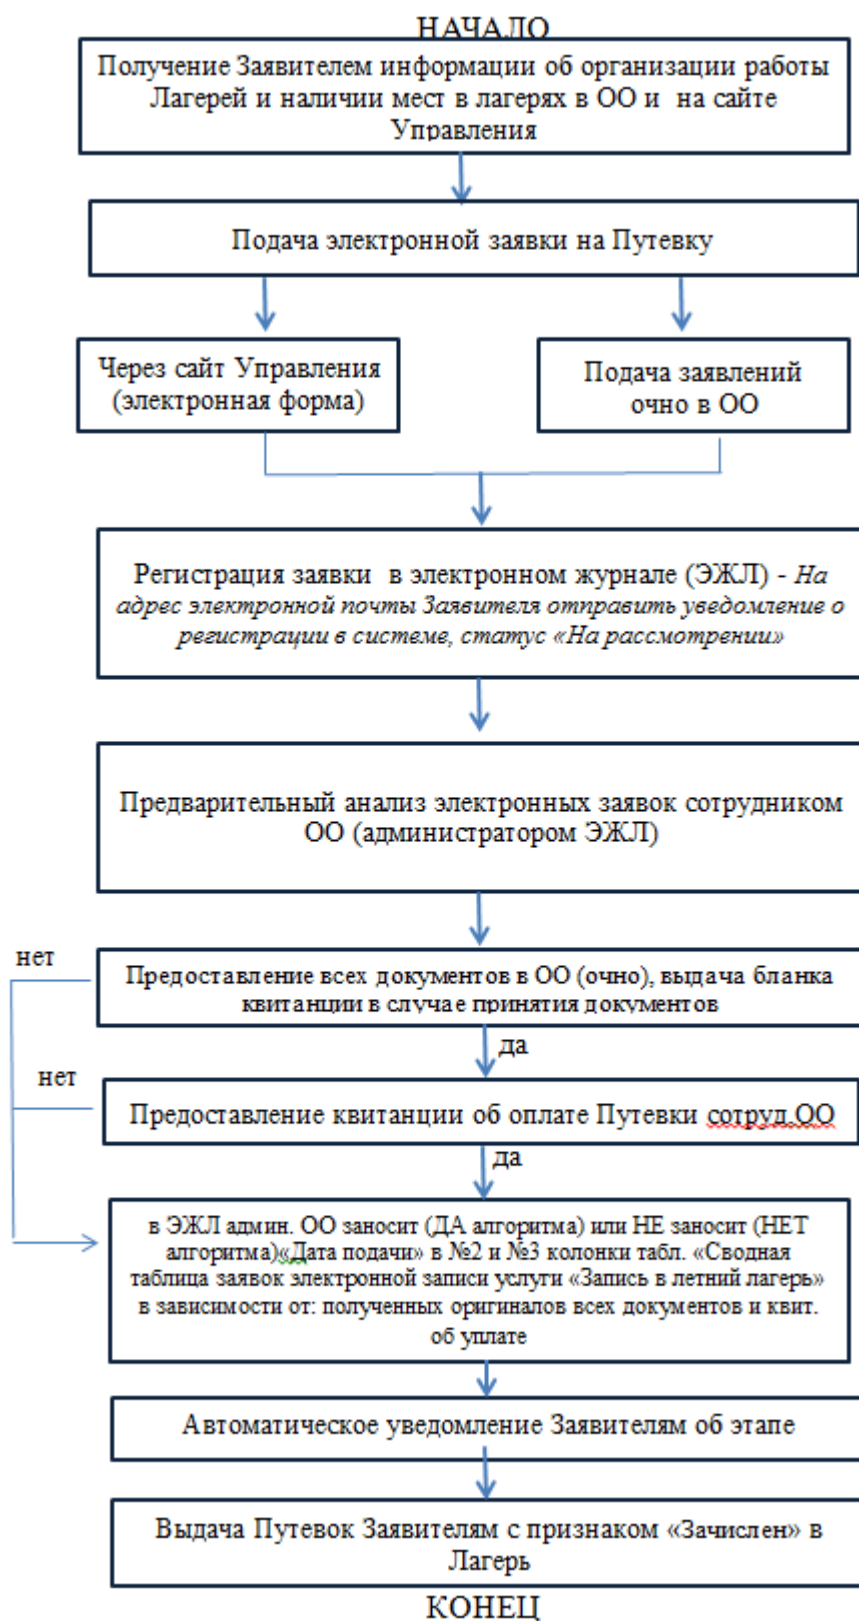 НАЧАЛО
Получение Заявителем информации об организации работы
Лагерей и наличии мест в лагерях в ОО и на сайте
Управления
Подача электронной заявки на Путевку
Через сайт Управления
(электронная форма)
Подача заявлений
очно в ОО
Регистрация заявки в электронном журнале (ЭЖЛ) - На
адрес электронной почты Заявителя отправить уведомление о
регистрации в системе, статус «На рассмотрении»
Предварительный анализ электронных заявок сотрудником
ОО (администратором ЭЖЛ)
нет
Предоставление всех документов в ОО (очно), выдача бланка
квитанции в случае принятия документов
да
нет
Предоставление квитанции об оплате Путевки сотруд.ОО
да
в ЭЖЛ админ. ОО заносит (ДА алгоритма) или НЕ заносит (НЕТ
алгоритма)«Дата подачи» в №2 и №3 колонки табл. «Сводная
таблица заявок электронной записи услуги «Запись в летний лагерь»
в зависимости от: полученных оригиналов всех документов и квит.
об уплате
Автоматическое уведомление Заявителям об этапе
Выдача Путевок Заявителям с признаком «Зачислен» в
Лагерь
КОНЕЦ